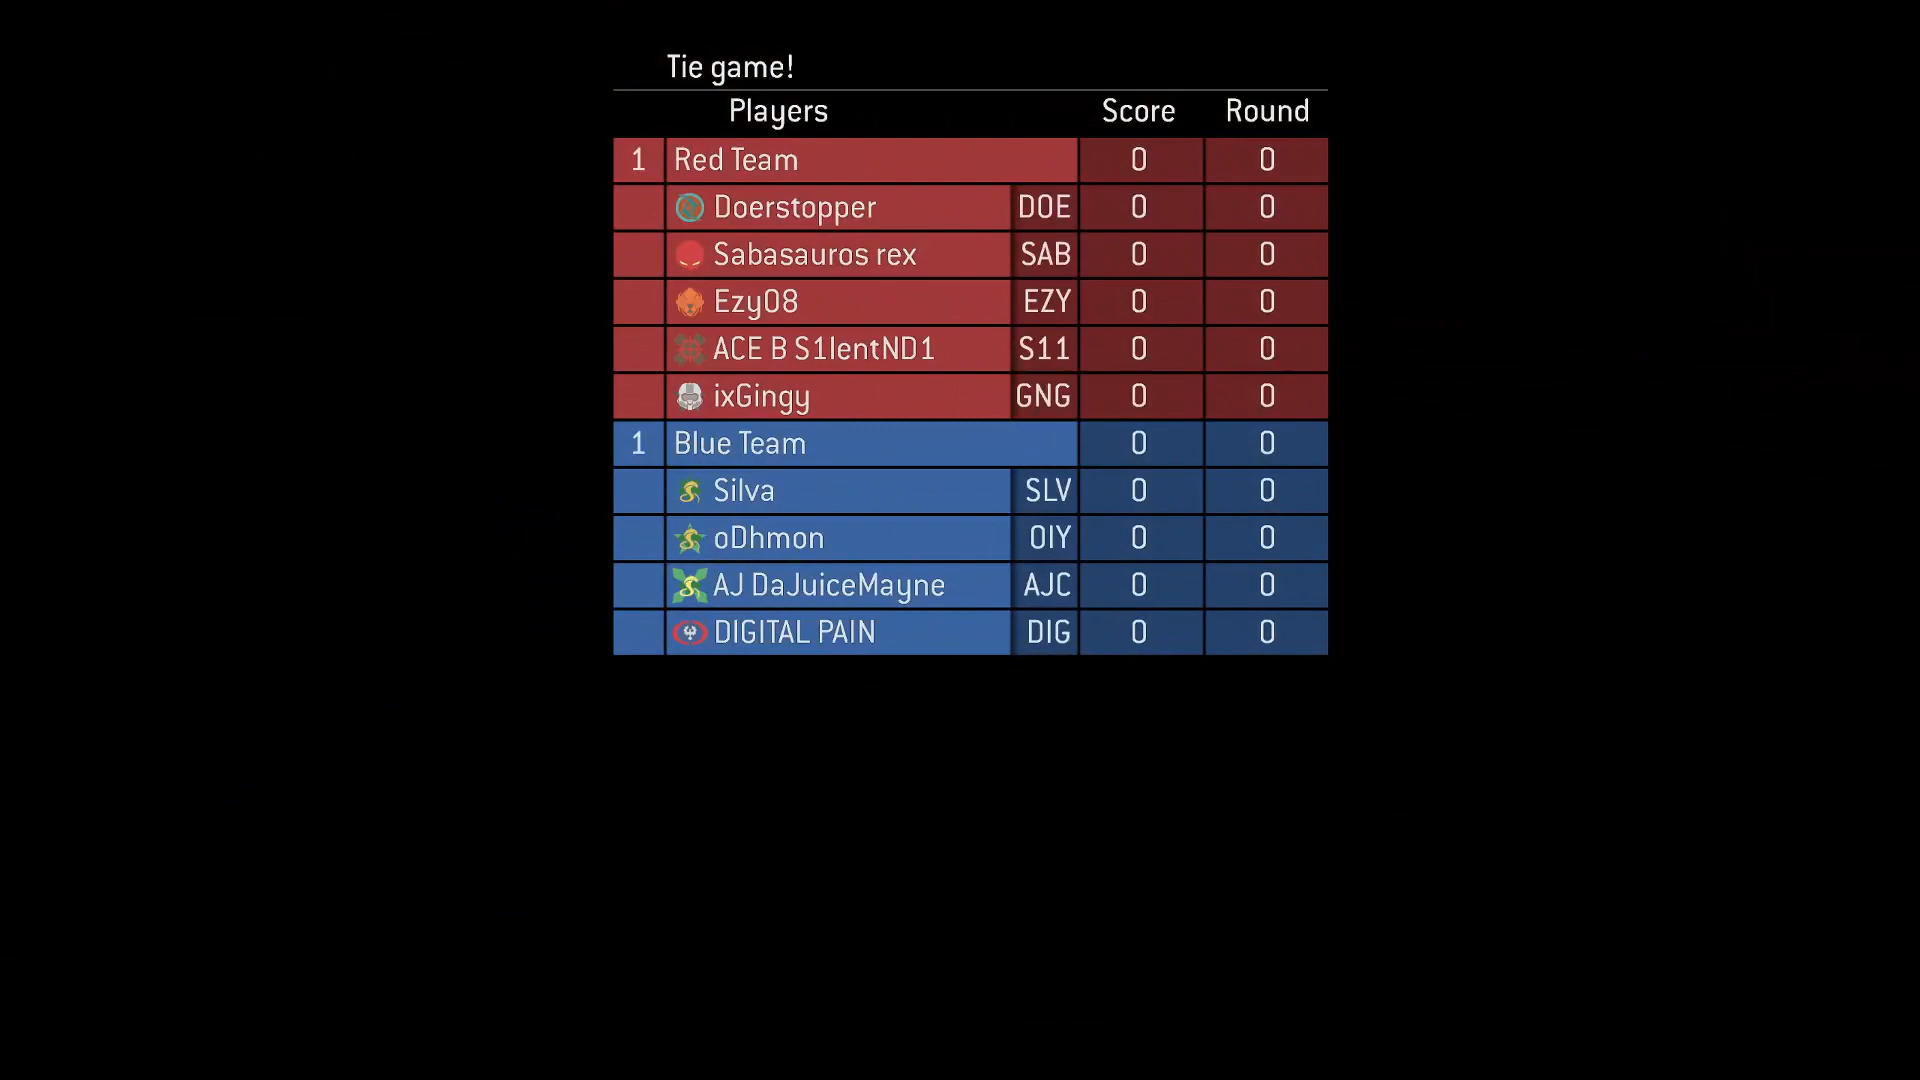 Tie game!
Players Score Round
1 Red Team 0 0
Doerstopper DOE 0 0
Sabasauros rex SAB 0 0
Ezy08 EZY 0 0
ACE B S1lentND1 S11 0 0
ixGingy GNG 0 0
1 Blue Team 0 0
Silva SLV 0 0
oDhmon OIY 0 0
AJ DaJuiceMayne AJC 0 0
DIGITAL PAIN DIG 0 0